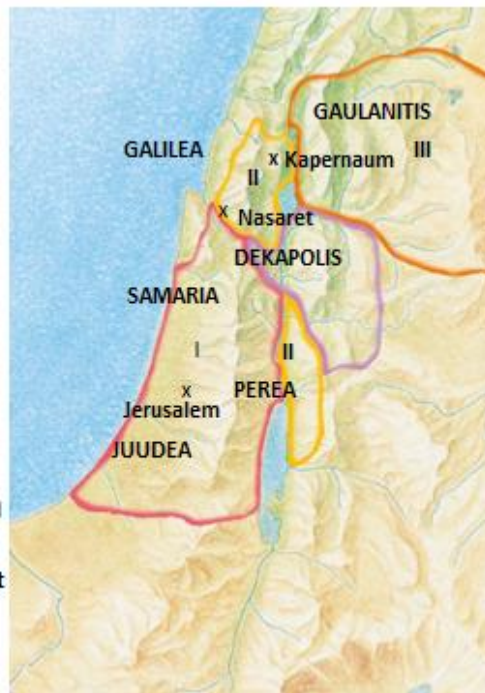 GAULANITIS
GALILEA
x Kapernaum
III
II
x
Nasaret
DEKAPOLIS
SAMARIA
I
II
x
PEREA
Jerusalem
JUUDEA
t